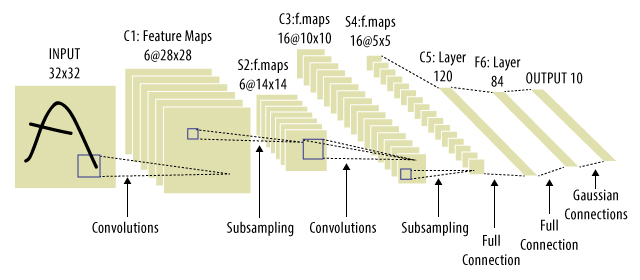 INPUT
32x32
C1: Feature Maps
6@28x28
S2:f.maps
6@14x14
C3:f.maps
16@10x10
S4:f.maps
16@5x5
C5: Layer
120
F6: Layer
84
OUTPUT 10
A
Convolutions
Subsampling
Convolutions
Subsampling
Full
Connection
Full
Connection
Gaussian
Connections